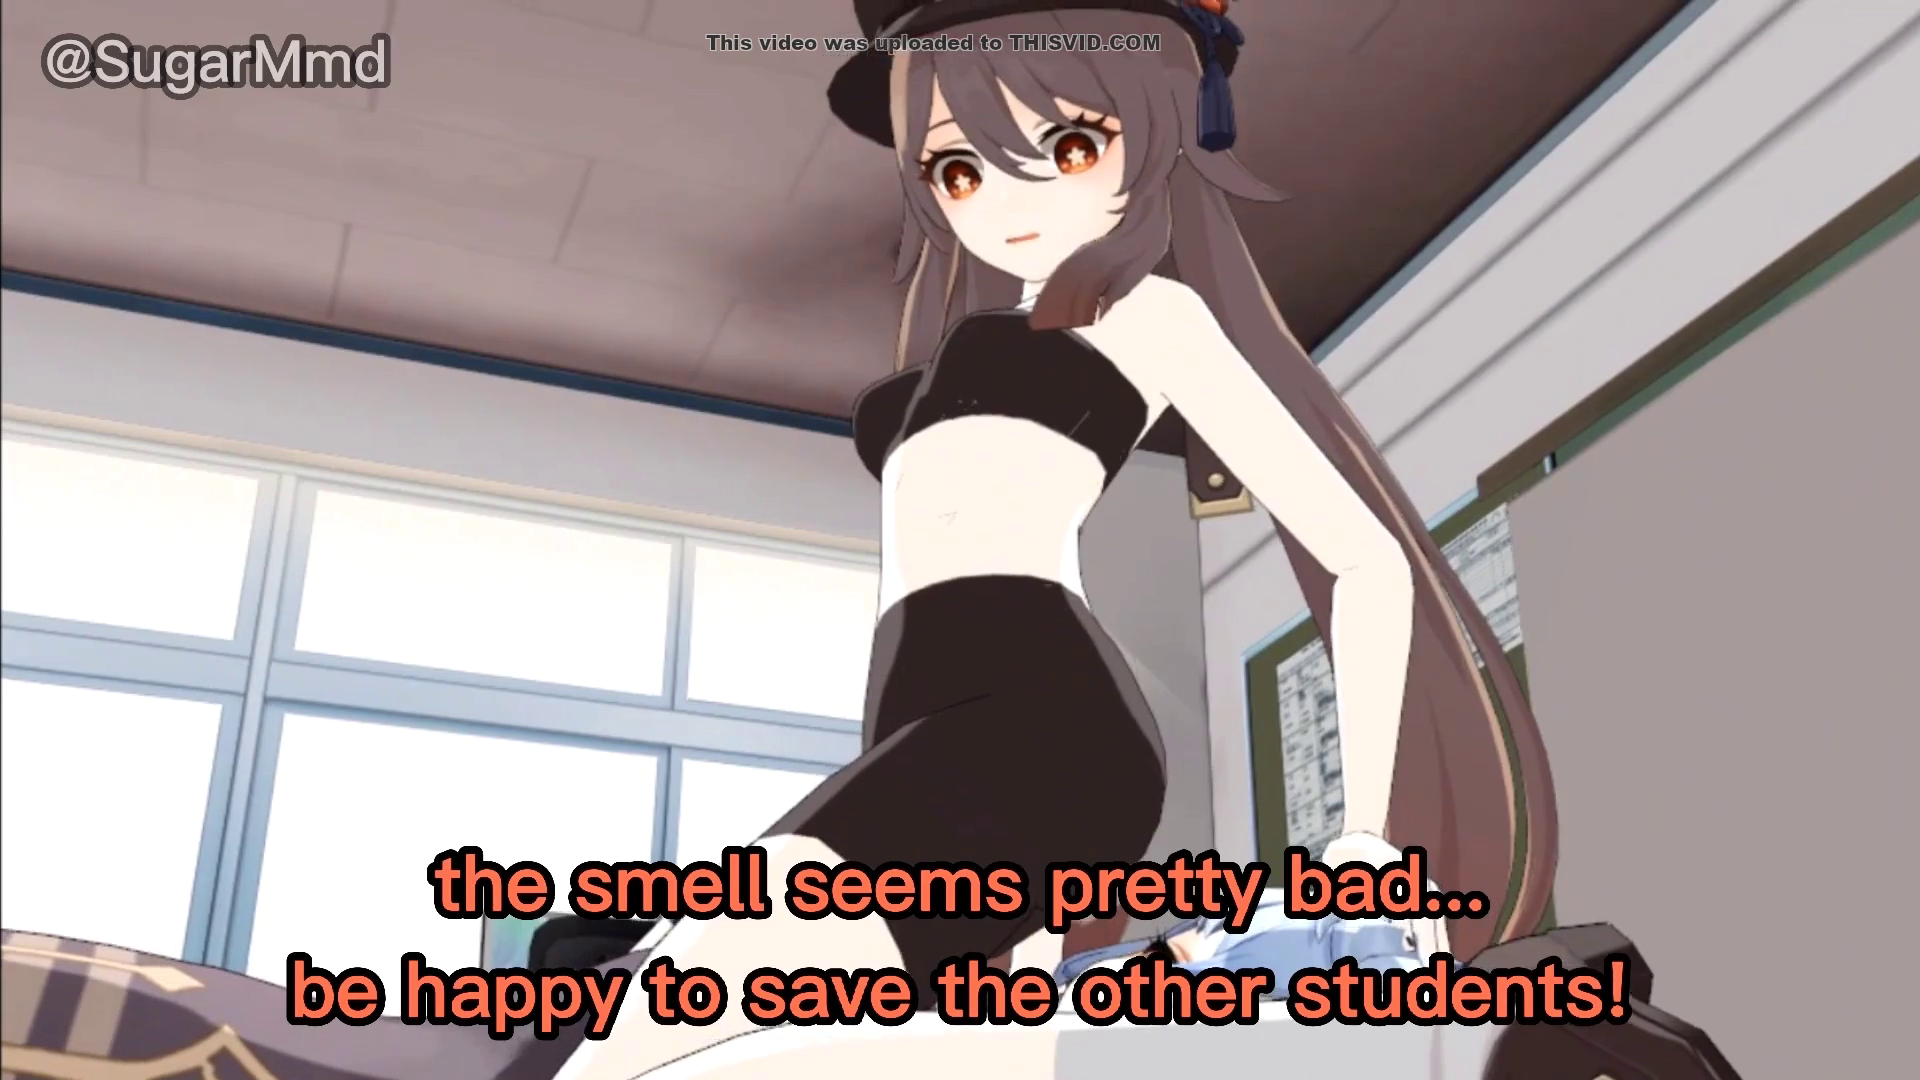 @SugarMmd
This video was uploaded to THISVID.COM
the smell seems pretty bad...
be happy to save the other students!